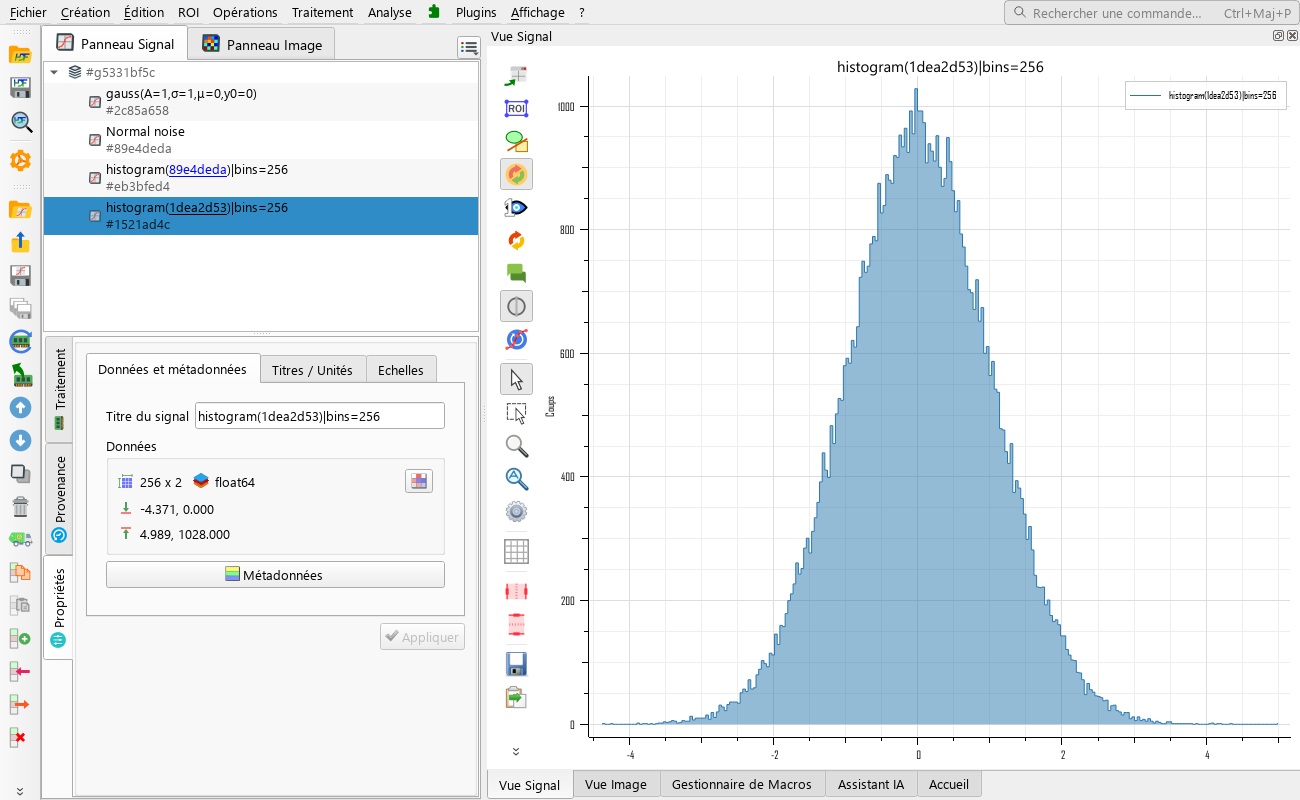 Fichier Création Édition ROI Opérations Traitement Analyse Plugins Affichage ?
Rechercher une commande... Ctrl+Maj+P
Panneau Signal Panneau Image
#g5331bf5c
gauss(A=1,σ=1,μ=0,y0=0)
#2c85a658
Normal noise
#89e4deda
histogram(89e4deda)|bins=256
#eb3bfed4
histogram(1dea2d53)|bins=256
#1521ad4c
Traitement
Provenance
Propriétés
Données et métadonnées Titres / Unités Echelles
Titre du signal histogram(1dea2d53)|bins=256
Données
256 x 2 float64
-4.371, 0.000
4.989, 1028.000
Métadonnées
Appliquer
Vue Signal
ROI
histogram(1dea2d53)|bins=256
histogram(1dea2d53)|bins=256
1000
800
600
400
200
0
Coups
-4 -2 0 2 4
Vue Signal Vue Image Gestionnaire de Macros Assistant IA Accueil